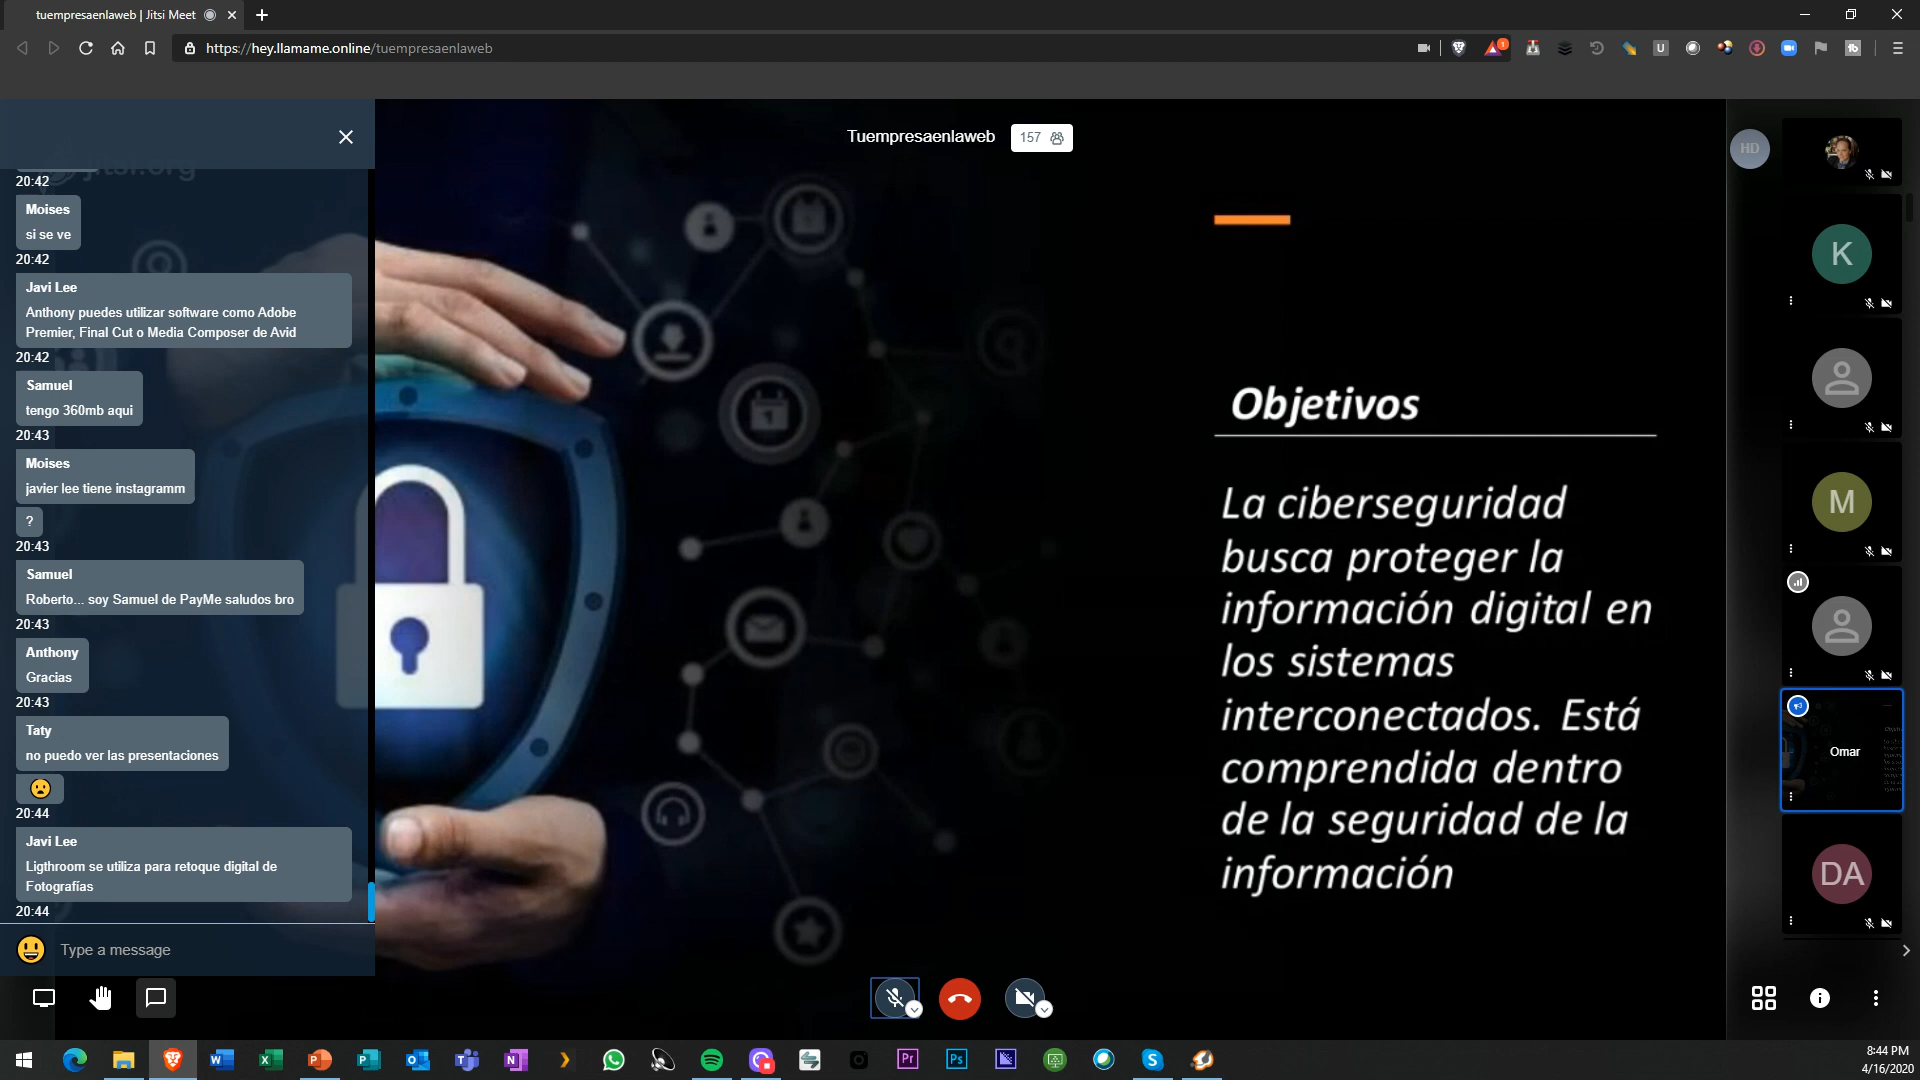 tuempresaenlaweb | Jitsi Meet
https://hey.llamame.online/tuempresaenlaweb
1
U
Tuempresaenlaweb
157
HD
jitsi.org
20:42
Moises
si se ve
20:42
Javi Lee
Anthony puedes utilizar software como Adobe
Premier, Final Cut o Media Composer de Avid
20:42
Samuel
tengo 360mb aqui
20:43
Moises
javier lee tiene instagramm
?
20:43
Samuel
Roberto... soy Samuel de PayMe saludos bro
20:43
Anthony
Gracias
20:43
Taty
no puedo ver las presentaciones
20:44
Javi Lee
Ligthroom se utiliza para retoque digital de
Fotografías
20:44
Type a message
Objetivos
La ciberseguridad
busca proteger la
información digital en
los sistemas
interconectados. Está
comprendida dentro
de la seguridad de la
información
K
M
Omar
DA
8:44 PM
4/16/2020